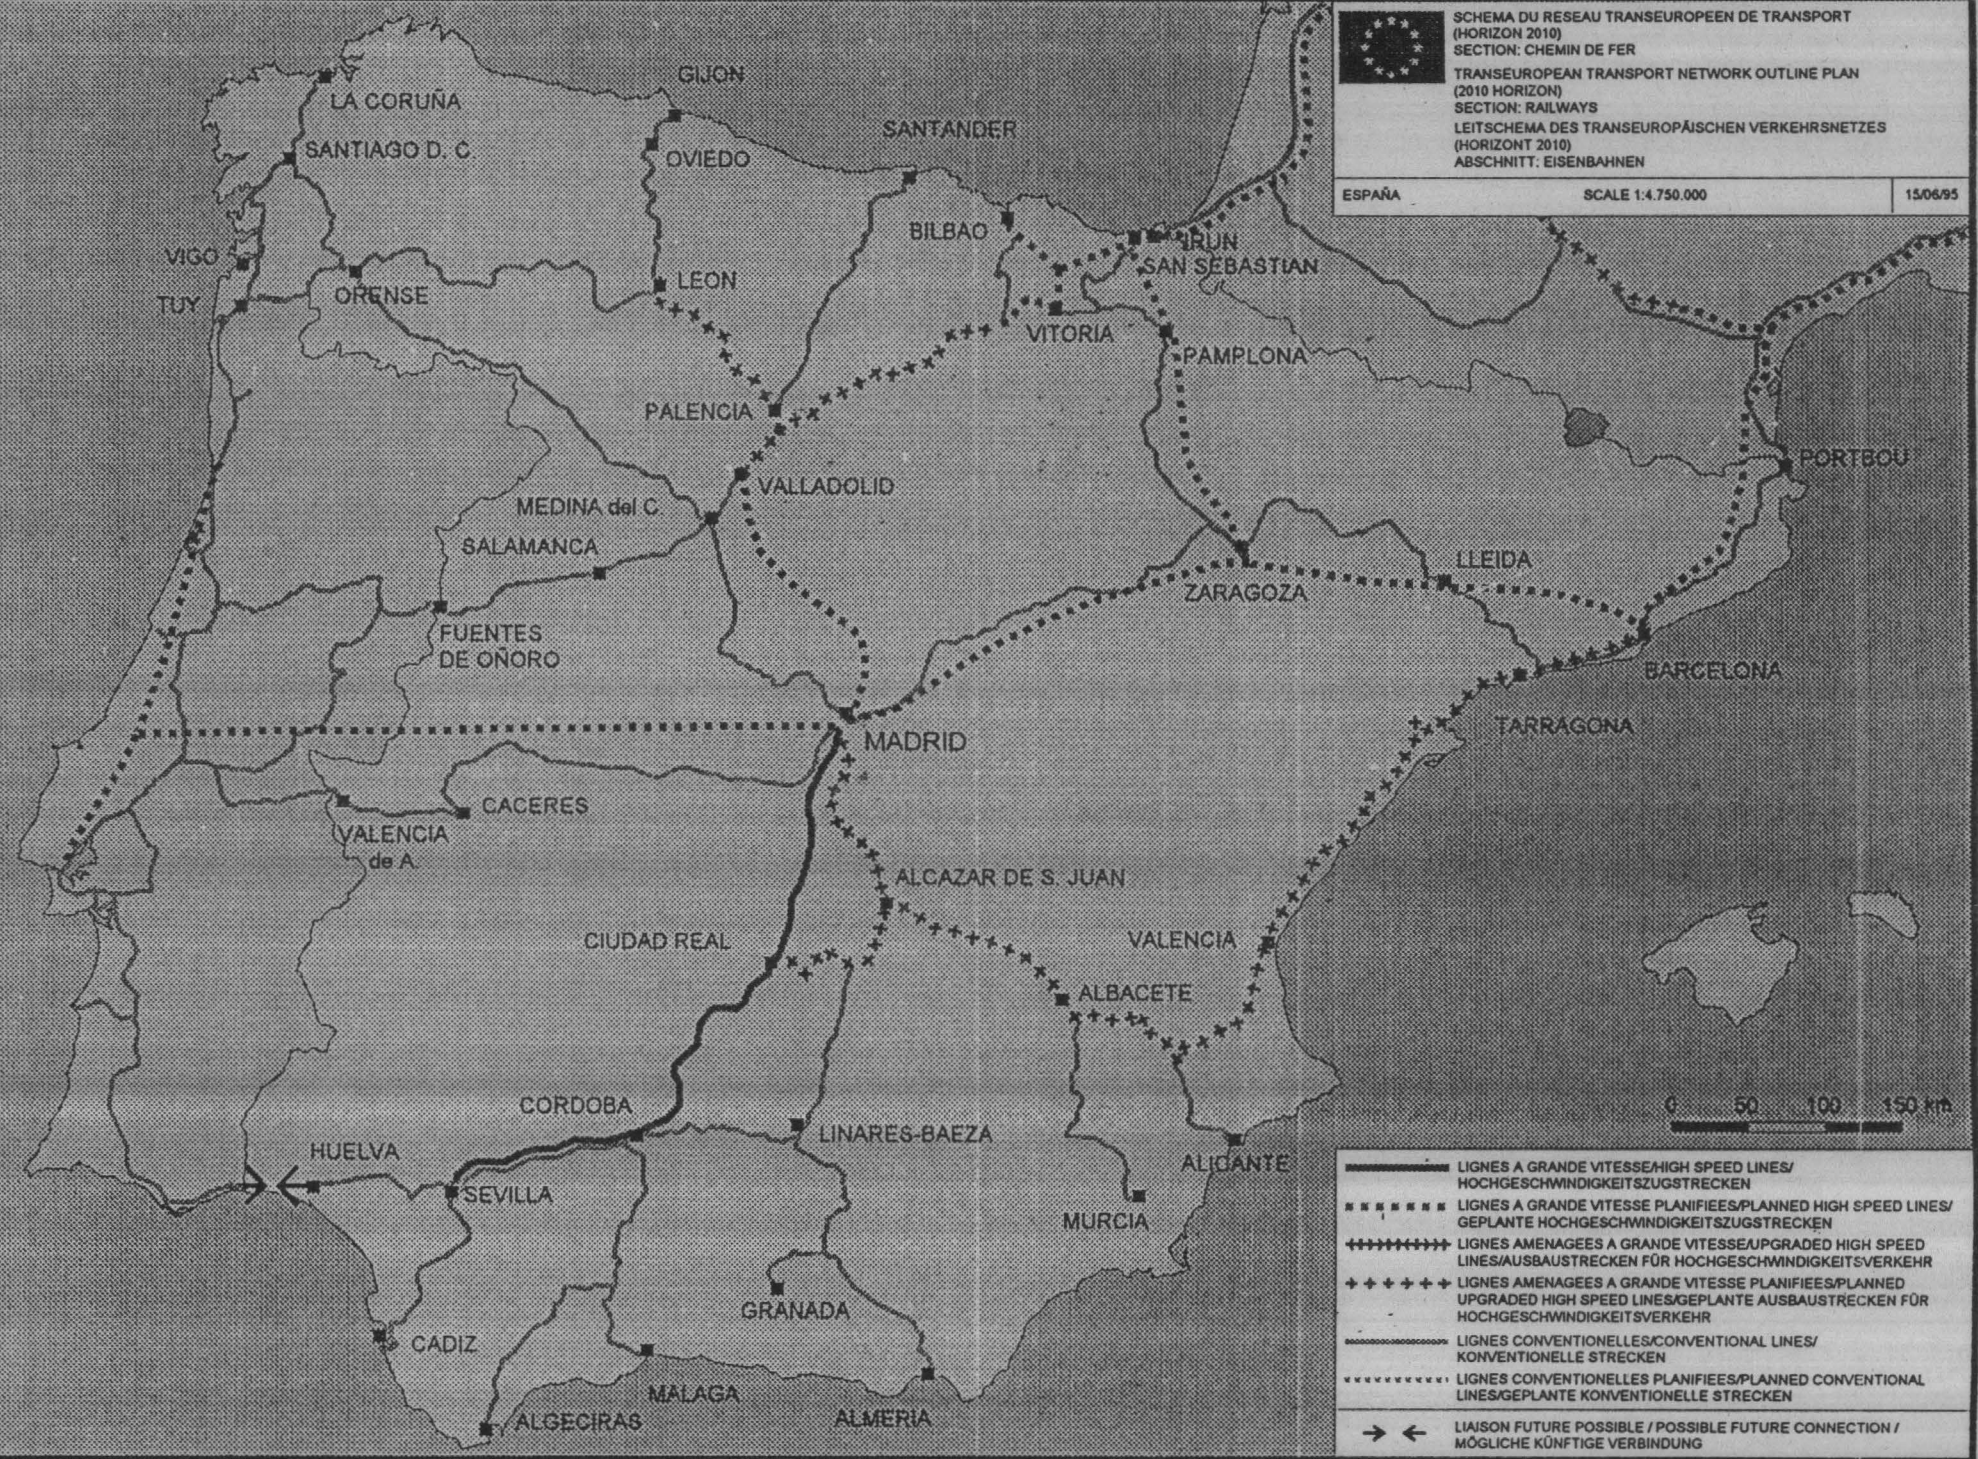 SCHEMA DU RESEAU TRANSEUROPEEN DE TRANSPORT
(HORIZON 2010)
SECTION: CHEMIN DE FER
TRANSEUROPEAN TRANSPORT NETWORK OUTLINE PLAN
(2010 HORIZON)
SECTION: RAILWAYS
LEITSCHEMA DES TRANSEUROPÄISCHEN VERKEHRSNETZES
(HORIZONT 2010)
ABSCHNITT: EISENBAHNEN
ESPAÑA SCALE 1:4.750.000 15/06/95
GIJON
LA CORUÑA
SANTANDER
SANTIAGO D. C.
OVIEDO
BILBAO
IRUN
VIGO
SAN SEBASTIAN
LEON
ORENSE
TUY
VITORIA
PAMPLONA
PALENCIA
PORTBOU
VALLADOLID
MEDINA del C.
SALAMANCA
LLEIDA
ZARAGOZA
FUENTES
DE OÑORO
BARCELONA
TARRAGONA
MADRID
CACERES
VALENCIA
de A.
ALCAZAR DE S. JUAN
CIUDAD REAL
VALENCIA
ALBACETE
CORDOBA
0 50 100 150 km
LINARES-BAEZA
HUELVA
ALICANTE
SEVILLA
MURCIA
GRANADA
CADIZ
MALAGA
ALMERIA
ALGECIRAS
LIGNES A GRANDE VITESSE/HIGH SPEED LINES/
HOCHGESCHWINDIGKEITSZUGSTRECKEN
LIGNES A GRANDE VITESSE PLANIFIEES/PLANNED HIGH SPEED LINES/
GEPLANTE HOCHGESCHWINDIGKEITSZUGSTRECKEN
LIGNES AMENAGEES A GRANDE VITESSE/UPGRADED HIGH SPEED
LINES/AUSBAUSTRECKEN FÜR HOCHGESCHWINDIGKEITSVERKEHR
LIGNES AMENAGEES A GRANDE VITESSE PLANIFIEES/PLANNED
UPGRADED HIGH SPEED LINES/GEPLANTE AUSBAUSTRECKEN FÜR
HOCHGESCHWINDIGKEITSVERKEHR
LIGNES CONVENTIONELLES/CONVENTIONAL LINES/
KONVENTIONELLE STRECKEN
LIGNES CONVENTIONELLES PLANIFIEES/PLANNED CONVENTIONAL
LINES/GEPLANTE KONVENTIONELLE STRECKEN
LIAISON FUTURE POSSIBLE / POSSIBLE FUTURE CONNECTION /
MÖGLICHE KÜNFTIGE VERBINDUNG